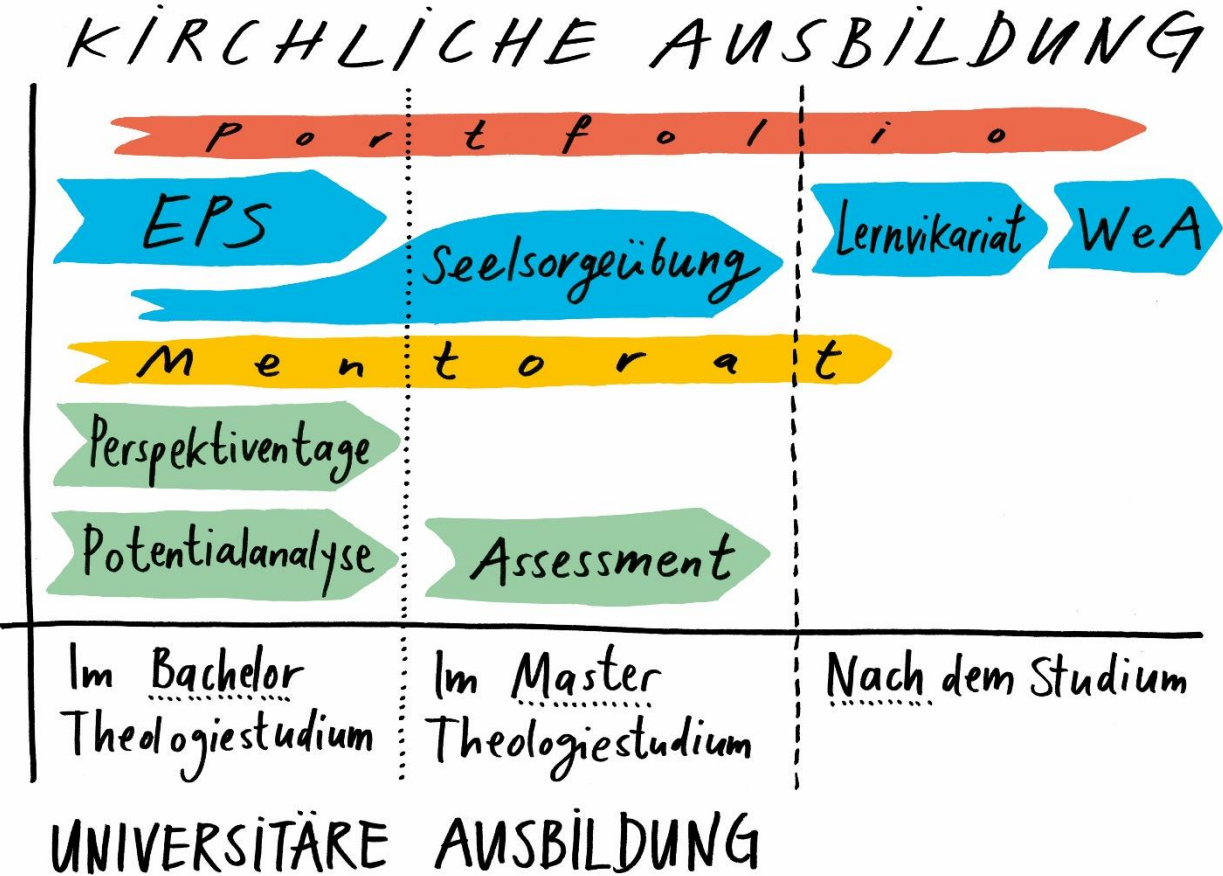 KIRCHLICHE AUSBILDUNG
Portfolio
EPS
Seelsorgeübung
Lernvikariat
WeA
Mentorat
Perspektiventage
Potentialanalyse
Assessment
Im Bachelor
Theologiestudium
Im Master
Theologiestudium
Nach dem Studium
UNIVERSITÄRE AUSBILDUNG